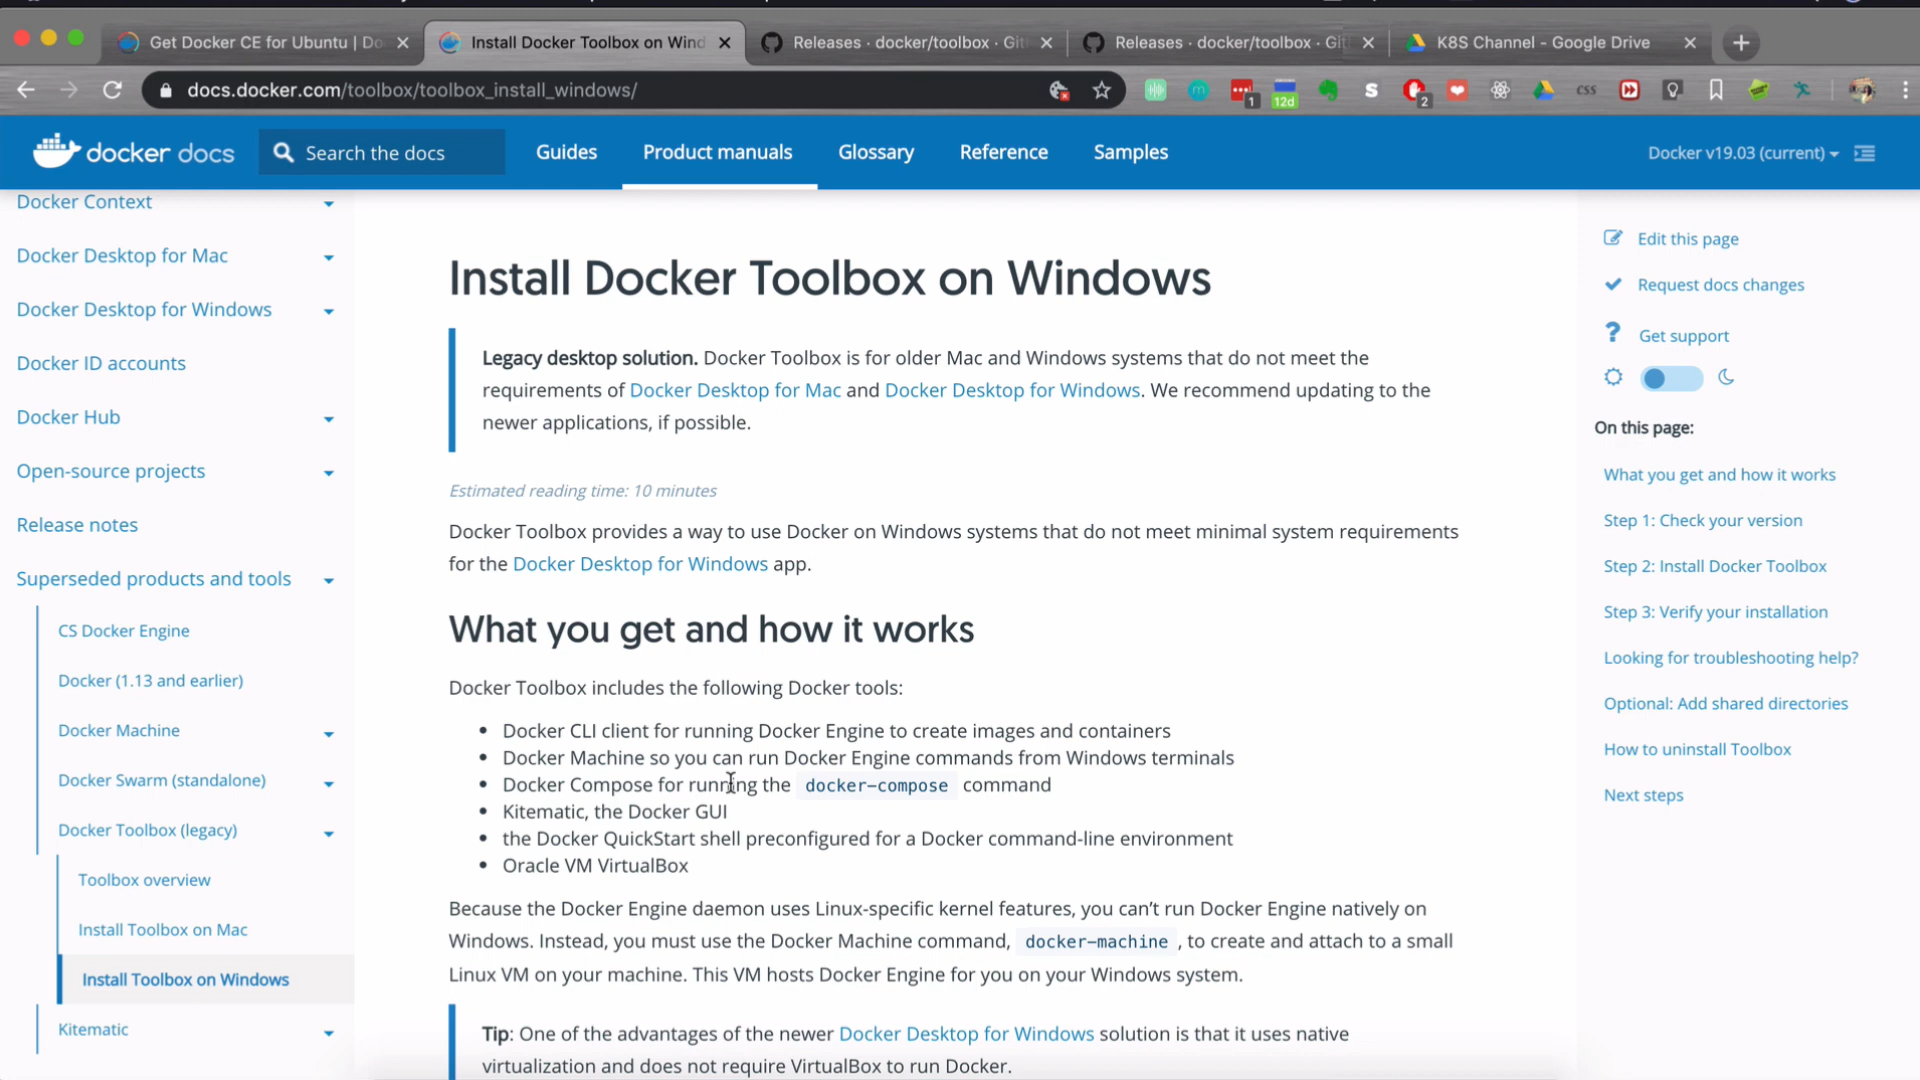 Get Docker CE for Ubuntu | Do
Install Docker Toolbox on Wind
Releases · docker/toolbox · Git
Releases · docker/toolbox · Git
K8S Channel - Google Drive
docs.docker.com/toolbox/toolbox_install_windows/
1
12d
S
2
css
docker docs
Search the docs
Guides
Product manuals
Glossary
Reference
Samples
Docker v19.03 (current)
Docker Context
Docker Desktop for Mac
Docker Desktop for Windows
Docker ID accounts
Docker Hub
Open-source projects
Release notes
Superseded products and tools
CS Docker Engine
Docker (1.13 and earlier)
Docker Machine
Docker Swarm (standalone)
Docker Toolbox (legacy)
Toolbox overview
Install Toolbox on Mac
Install Toolbox on Windows
Kitematic
Install Docker Toolbox on Windows
Legacy desktop solution. Docker Toolbox is for older Mac and Windows systems that do not meet the
requirements of Docker Desktop for Mac and Docker Desktop for Windows. We recommend updating to the
newer applications, if possible.
Estimated reading time: 10 minutes
Docker Toolbox provides a way to use Docker on Windows systems that do not meet minimal system requirements
for the Docker Desktop for Windows app.
What you get and how it works
Docker Toolbox includes the following Docker tools:
• Docker CLI client for running Docker Engine to create images and containers
• Docker Machine so you can run Docker Engine commands from Windows terminals
• Docker Compose for running the docker-compose command
• Kitematic, the Docker GUI
• the Docker QuickStart shell preconfigured for a Docker command-line environment
• Oracle VM VirtualBox
Because the Docker Engine daemon uses Linux-specific kernel features, you can’t run Docker Engine natively on
Windows. Instead, you must use the Docker Machine command, docker-machine , to create and attach to a small
Linux VM on your machine. This VM hosts Docker Engine for you on your Windows system.
Tip: One of the advantages of the newer Docker Desktop for Windows solution is that it uses native
virtualization and does not require VirtualBox to run Docker.
Edit this page
Request docs changes
Get support
On this page:
What you get and how it works
Step 1: Check your version
Step 2: Install Docker Toolbox
Step 3: Verify your installation
Looking for troubleshooting help?
Optional: Add shared directories
How to uninstall Toolbox
Next steps